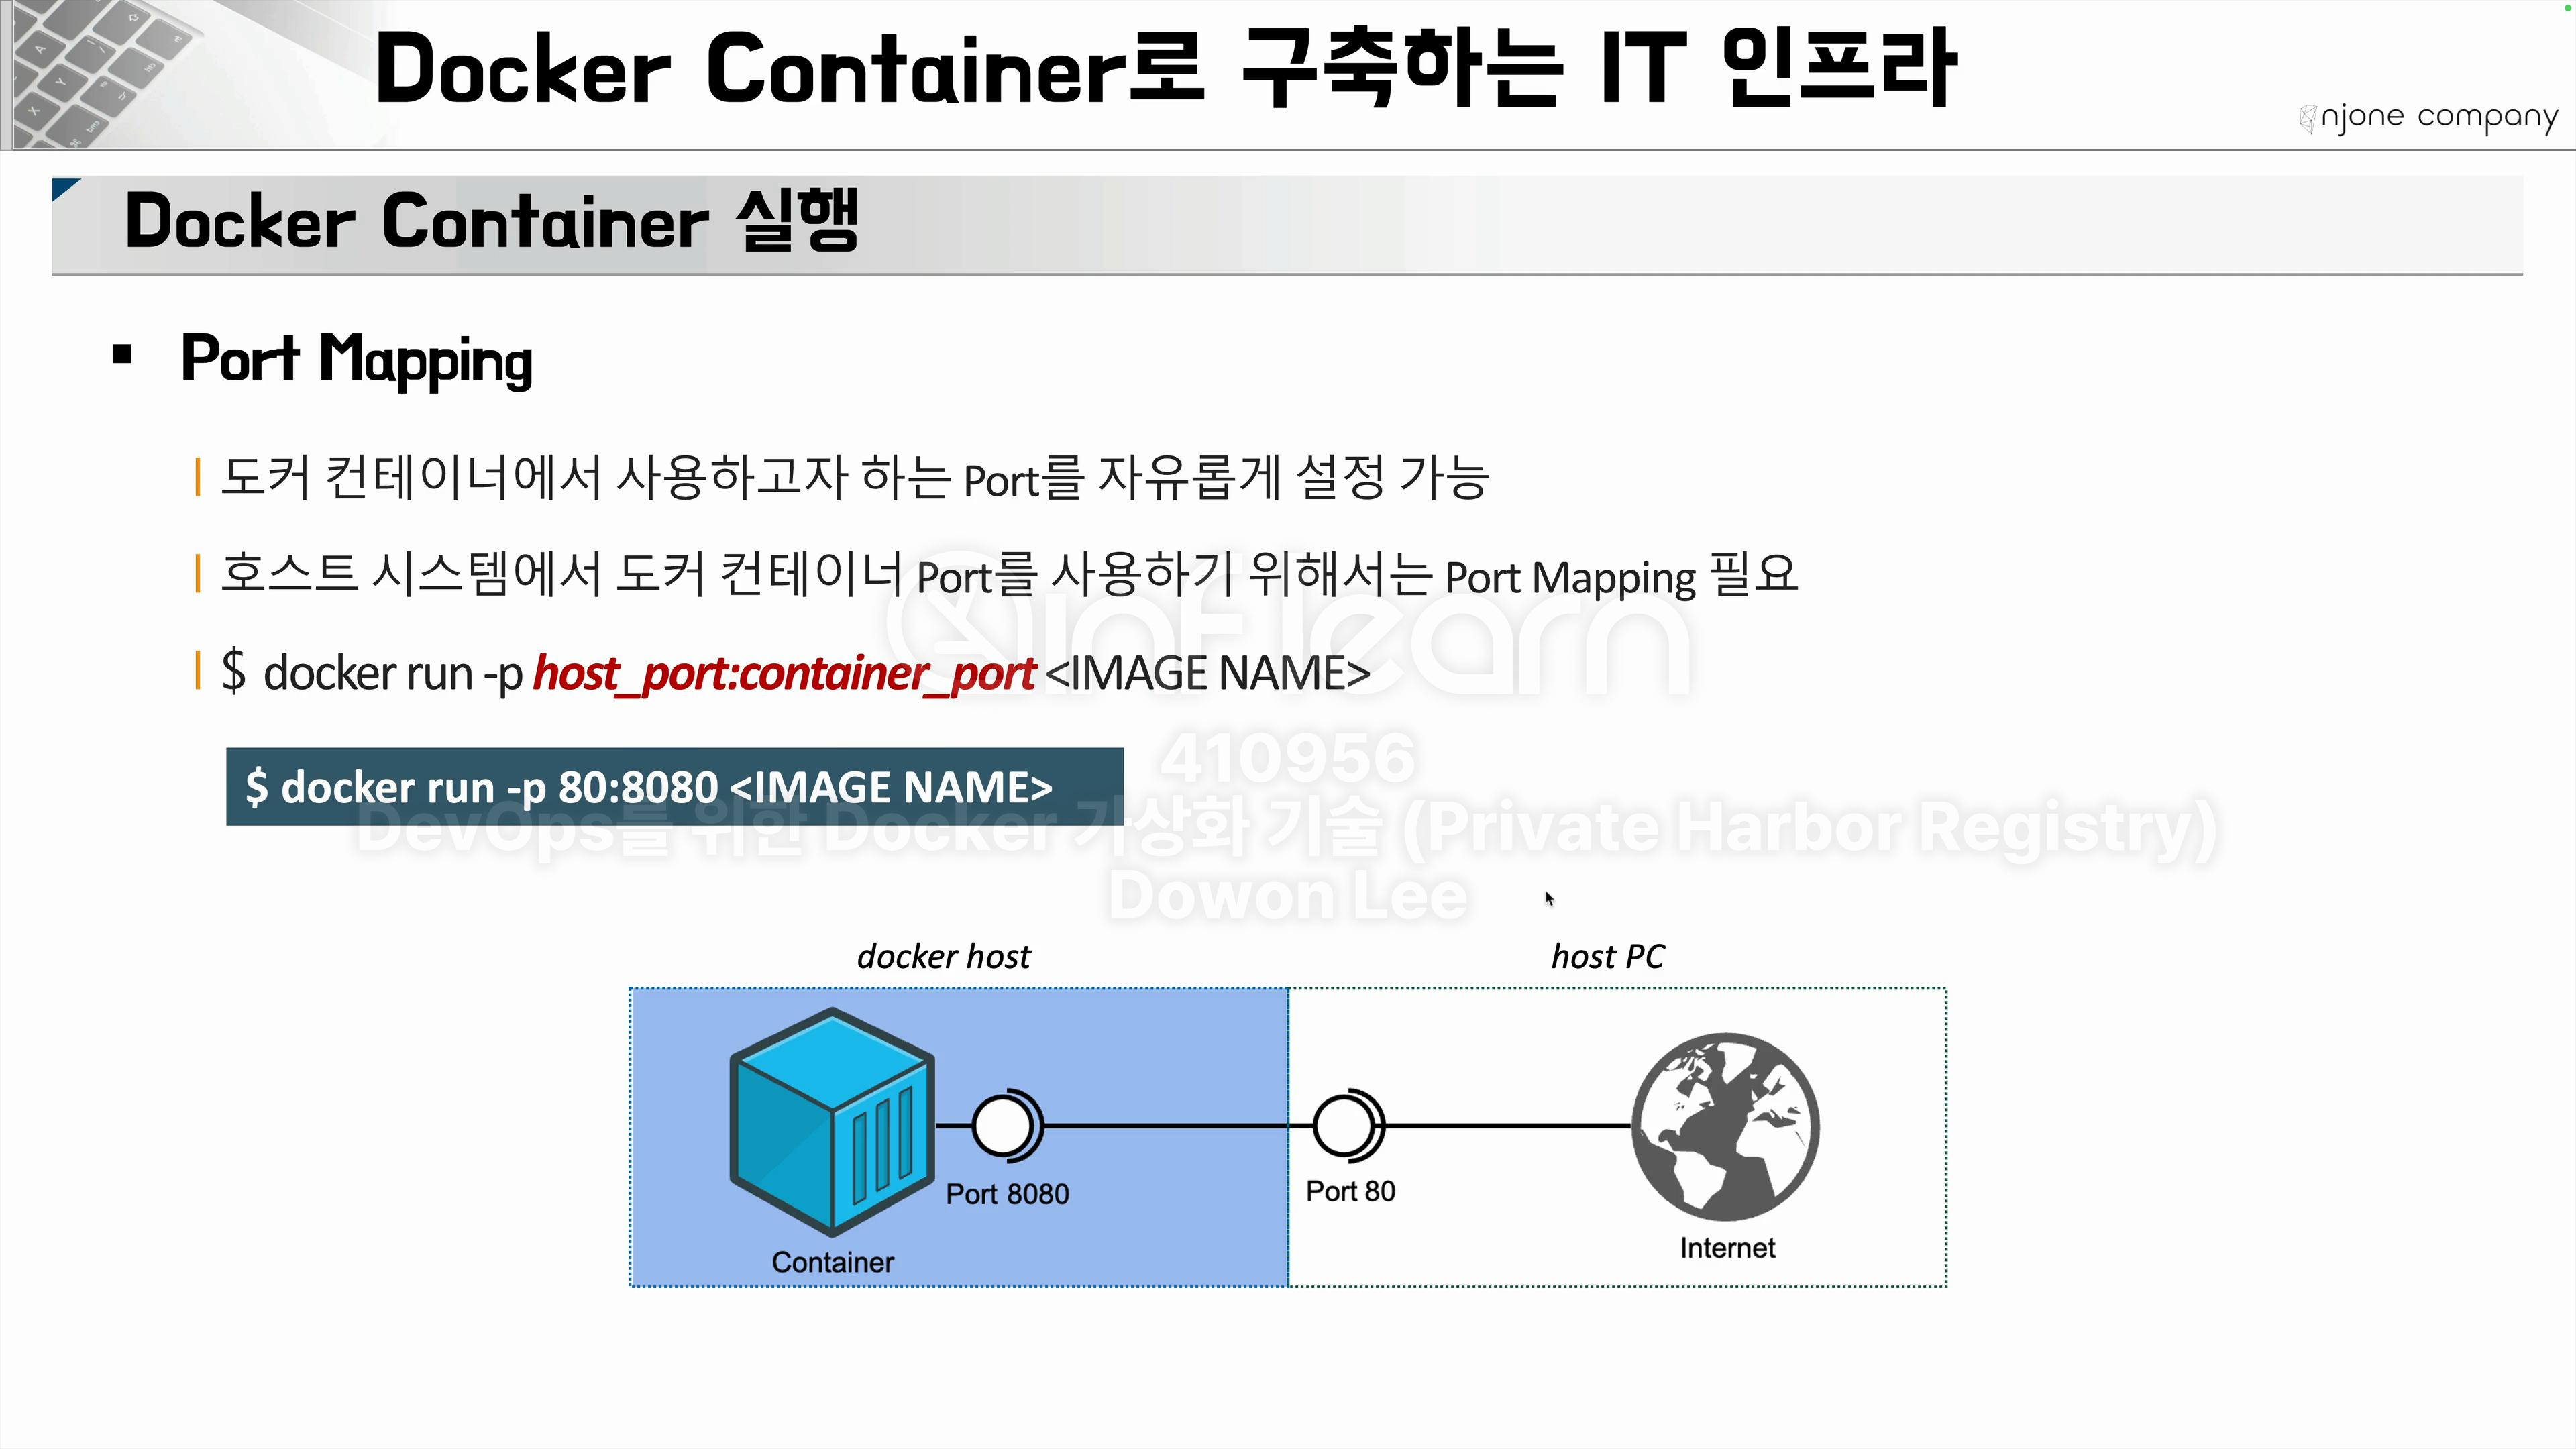 Docker Container로 구축하는 IT 인프라
njone company
Docker Container 실행
▪ Port Mapping
도커 컨테이너에서 사용하고자 하는 Port를 자유롭게 설정 가능
호스트 시스템에서 도커 컨테이너 Port를 사용하기 위해서는 Port Mapping 필요
$ docker run -p host_port:container_port <IMAGE NAME>
$ docker run -p 80:8080 <IMAGE NAME>
inflearn
410956
DevOps를 위한 Docker 가상화 기술 (Private Harbor Registry)
Dowon Lee
docker host
host PC
Port 8080
Port 80
Container
Internet